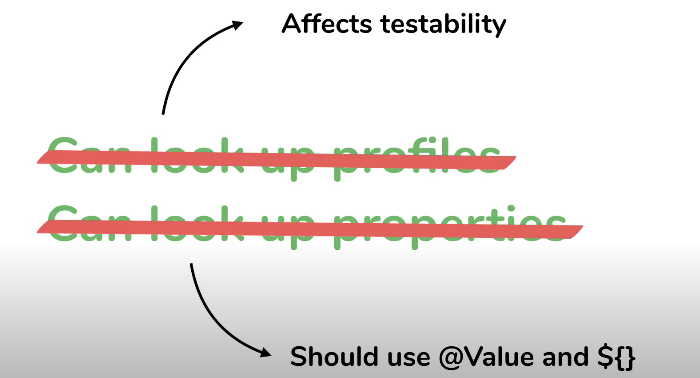 Affects testability
Can look up profiles
Can look up properties
Should use @Value and ${}